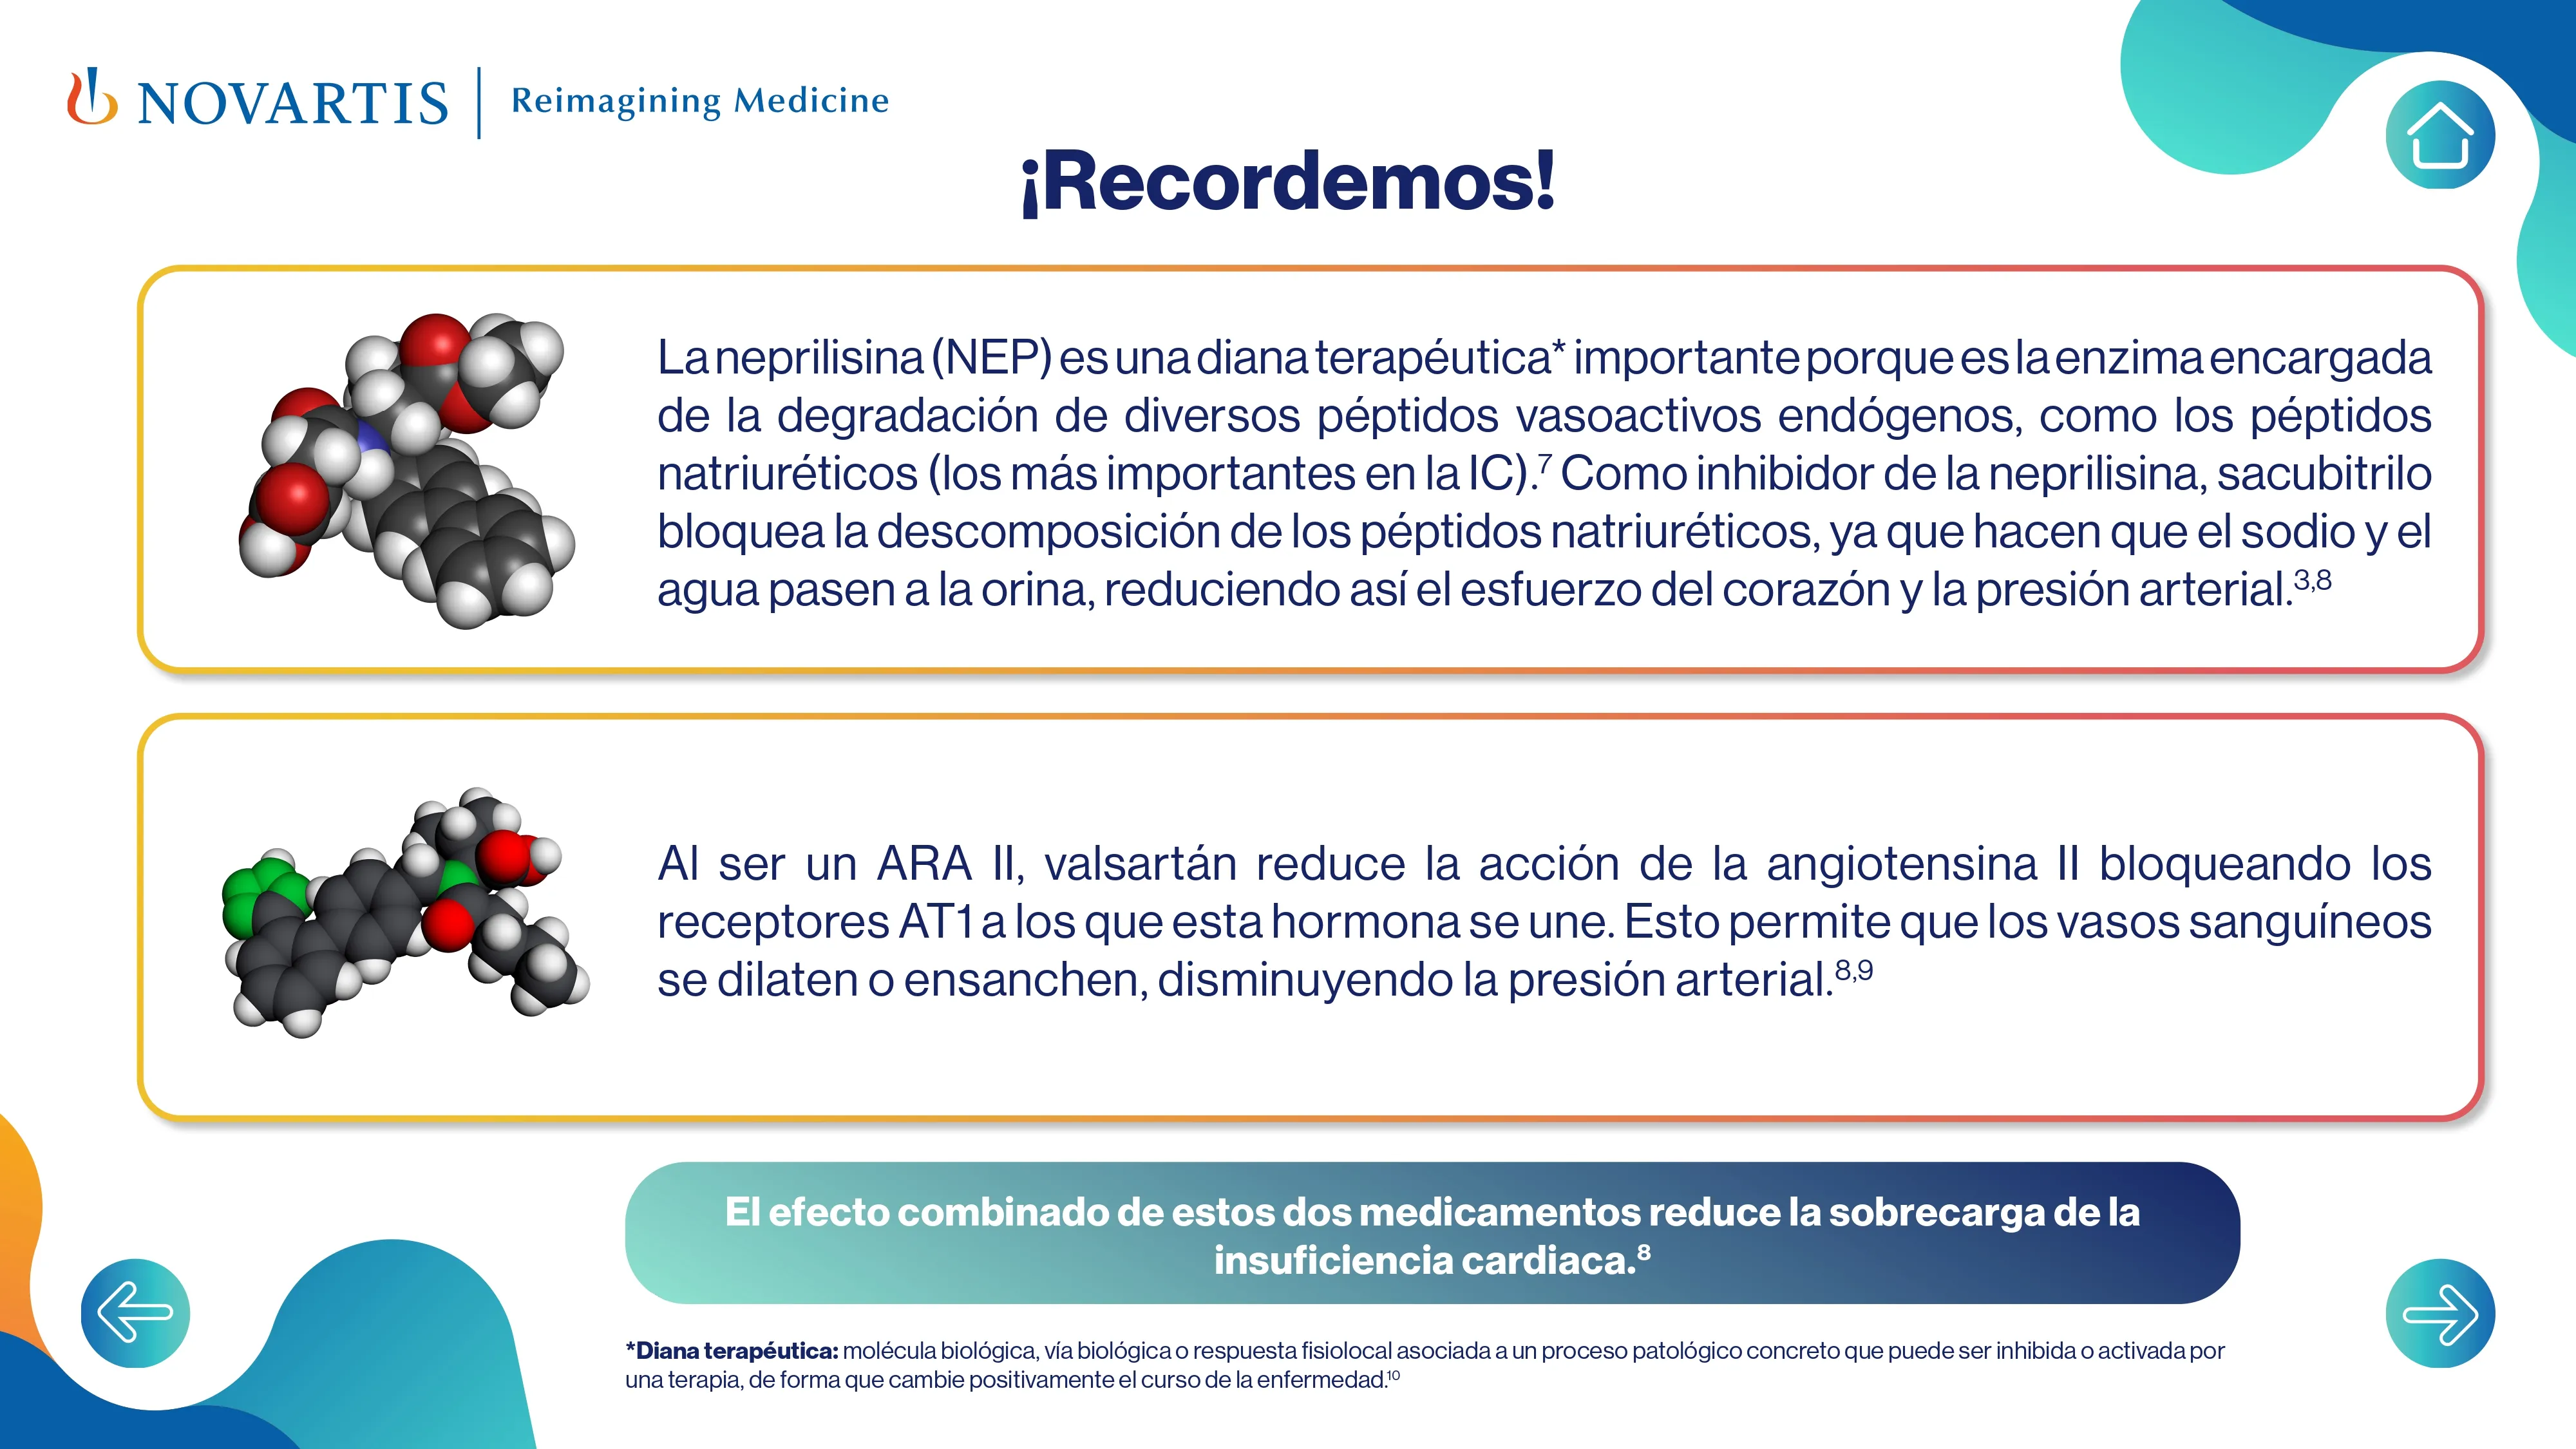 NOVARTIS | Reimagining Medicine
¡Recordemos!
La neprilisina (NEP) es una diana terapéutica* importante porque es la enzima encargada
de la degradación de diversos péptidos vasoactivos endógenos, como los péptidos
natriuréticos (los más importantes en la IC).⁷ Como inhibidor de la neprilisina, sacubitrilo
bloquea la descomposición de los péptidos natriuréticos, ya que hacen que el sodio y el
agua pasen a la orina, reduciendo así el esfuerzo del corazón y la presión arterial.³,⁸
Al ser un ARA II, valsartán reduce la acción de la angiotensina II bloqueando los
receptores AT1 a los que esta hormona se une. Esto permite que los vasos sanguíneos
se dilaten o ensanchen, disminuyendo la presión arterial.⁸,⁹
El efecto combinado de estos dos medicamentos reduce la sobrecarga de la
insuficiencia cardiaca.⁸
*Diana terapéutica: molécula biológica, vía biológica o respuesta fisiolocal asociada a un proceso patológico concreto que puede ser inhibida o activada por
una terapia, de forma que cambie positivamente el curso de la enfermedad.¹⁰